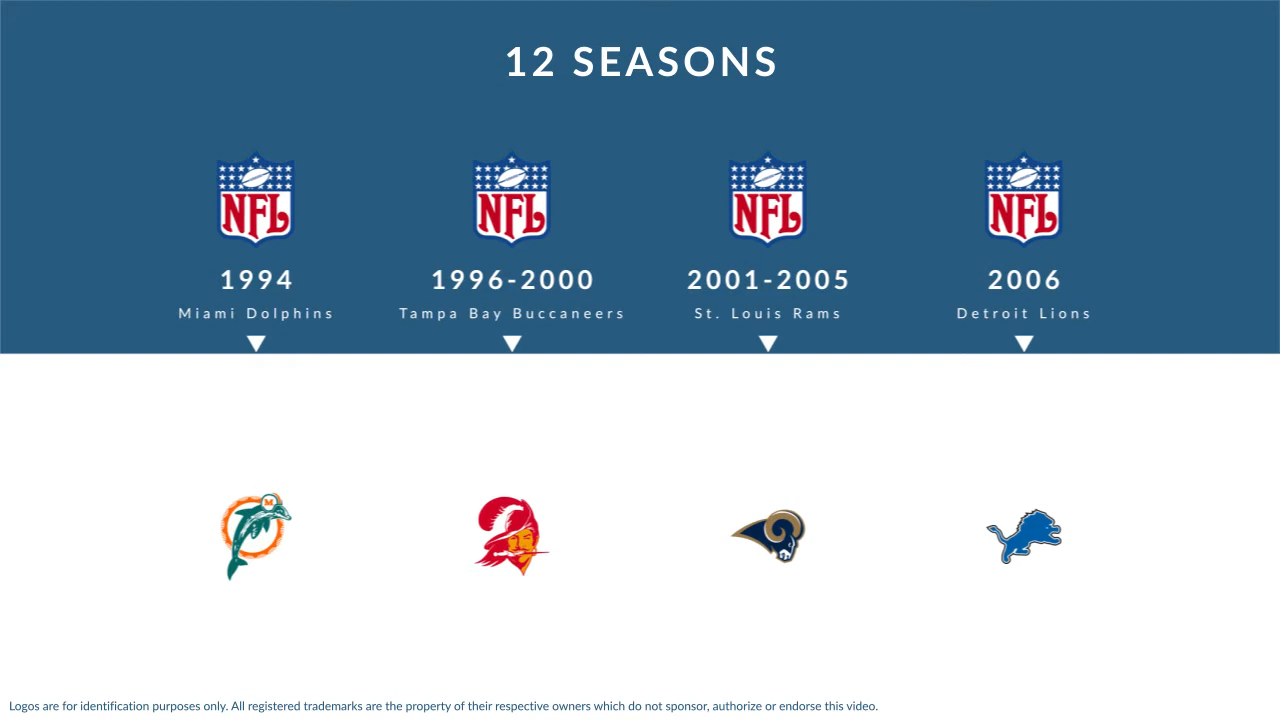 12 SEASONS
NFL NFL NFL NFL
1994 1996-2000 2001-2005 2006
Miami Dolphins Tampa Bay Buccaneers St. Louis Rams Detroit Lions
M
Logos are for identification purposes only. All registered trademarks are the property of their respective owners which do not sponsor, authorize or endorse this video.